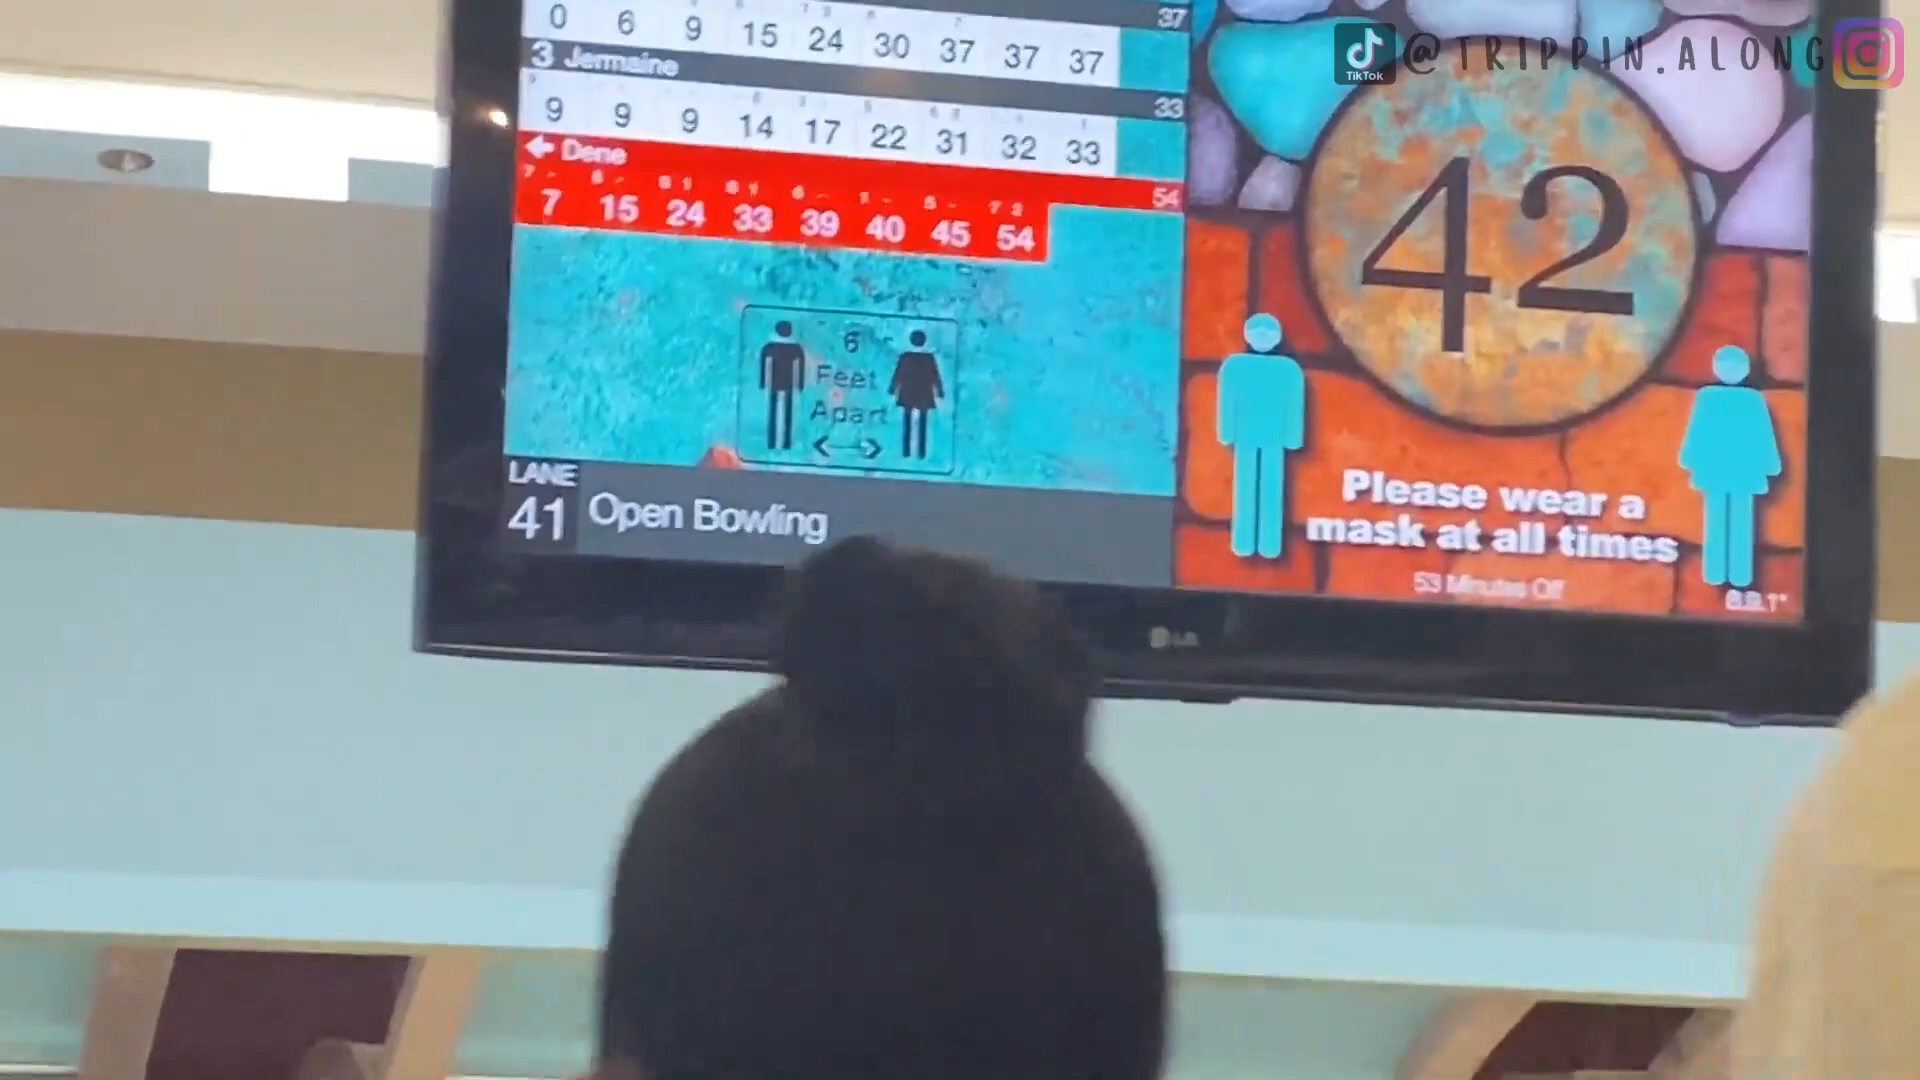 37
0 6 9 15 24 30 37 37 37
3 Jermaine
33
9 9 9 14 17 22 31 32 33
Dene
54
7 15 24 33 39 40 45 54
6
Feet
Apart
LANE
41 Open Bowling
TikTok @TRIPPIN.ALONG
42
Please wear a
mask at all times
53 Minutes Off
LG